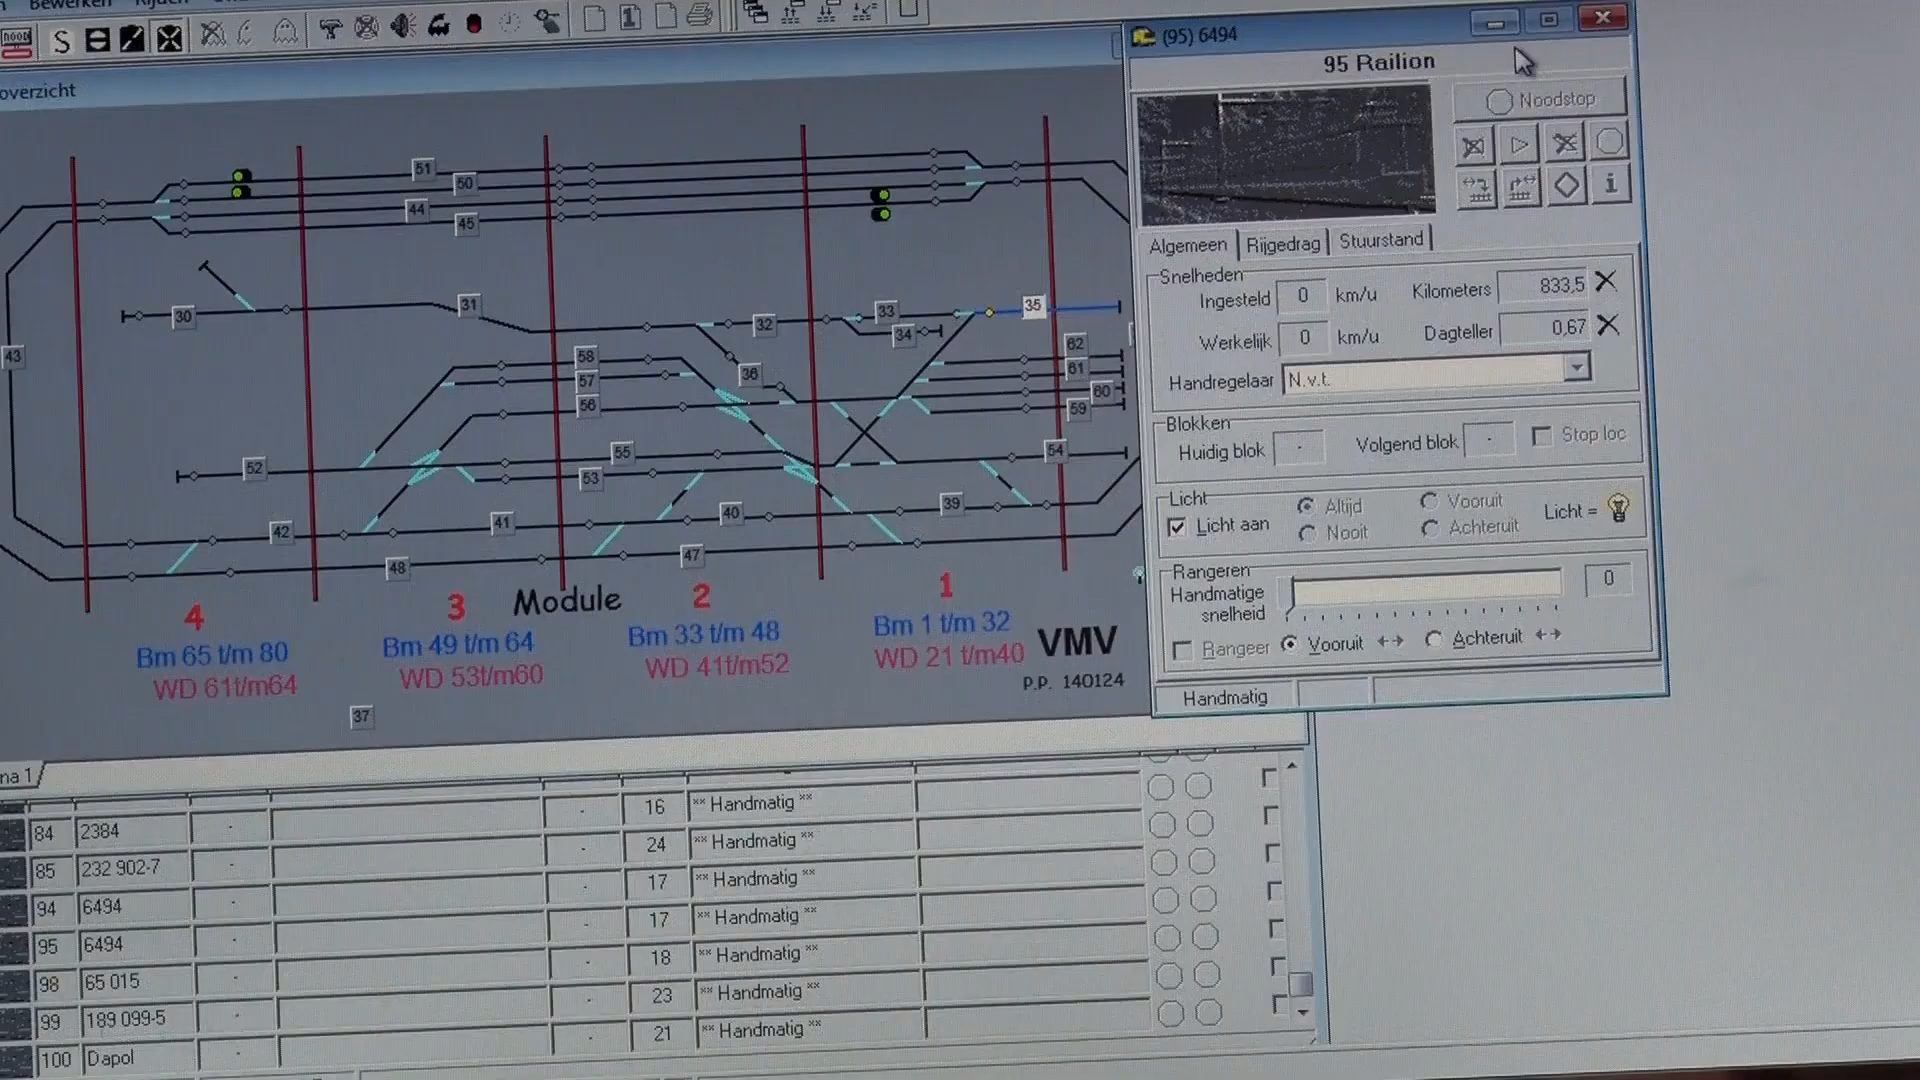 Bewerken Rijden
nood
S
1
overzicht
(95) 6494
95 Railion
Noodstop
i
Algemeen Rijgedrag Stuurstand
Snelheden
Ingesteld 0 km/u Kilometers 833,5
Werkelijk 0 km/u Dagteller 0,67
Handregelaar N.v.t.
Blokken
Huidig blok - Volgend blok - Stop loc
Licht
Licht aan Altijd Vooruit Licht =
Nooit Achteruit
Rangeren
Handmatige snelheid 0
Rangeer Vooruit Achteruit
Handmatig
51
50
44
45
30
31
32
33
34
35
43
58
57
56
36
62
61
60
59
52
55
53
54
42
41
40
39
48
47
4 3 Module 2 1
Bm 65 t/m 80 Bm 49 t/m 64 Bm 33 t/m 48 Bm 1 t/m 32 VMV
WD 61t/m64 WD 53t/m60 WD 41t/m52 WD 21 t/m40
P.P. 140124
37
na 1
16 ** Handmatig **
84 2384 - - 24 ** Handmatig **
85 232 902-7 - - 17 ** Handmatig **
94 6494 - - 17 ** Handmatig **
95 6494 - - 18 ** Handmatig **
98 65 015 - - 23 ** Handmatig **
99 189 099-5 - - 21 ** Handmatig **
100 Dapol -